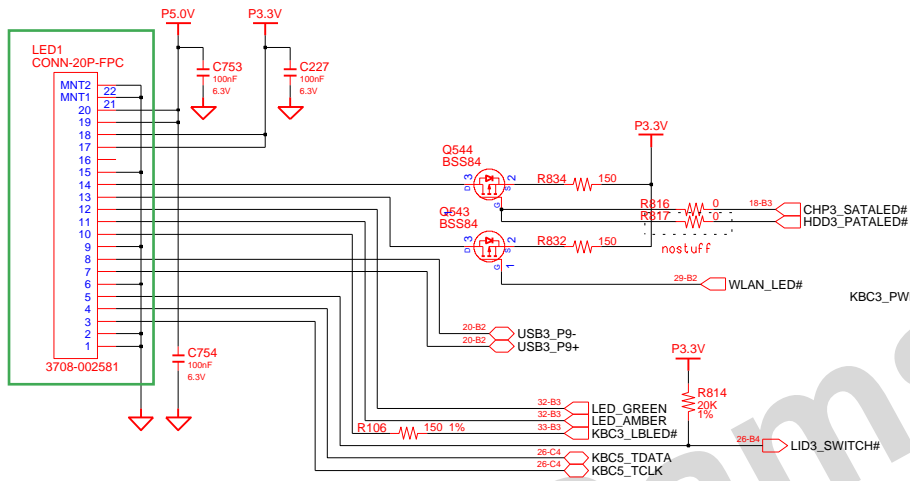 P5.0V
P3.3V
LED1
CONN-20P-FPC
C753
100nF
6.3V
C227
100nF
6.3V
MNT2
22
MNT1
21
20
19
18
17
16
15
14
13
12
11
10
9
8
7
6
5
4
3
2
1
3708-002581
C754
100nF
6.3V
P3.3V
Q544
BSS84
D 3
2 S
G
1
R834 150
Q543
BSS84
D 3
2 S
G
1
R832 150
R816 0
18-B3 CHP3_SATALED#
R817 0
HDD3_PATALED#
nostuff
29-B2 WLAN_LED#
KBC3_PW
20-B2 USB3_P9-
20-B2 USB3_P9+
P3.3V
R814
20K
1%
32-B3 LED_GREEN
32-B3 LED_AMBER
R106 150 1%
33-B3 KBC3_LBLED#
26-B4 LID3_SWITCH#
26-C4 KBC5_TDATA
26-C4 KBC5_TCLK